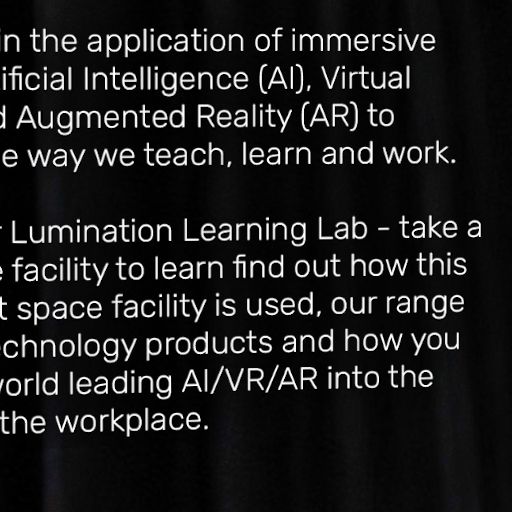 in the application of immersive
ificial Intelligence (AI), Virtual
d Augmented Reality (AR) to
e way we teach, learn and work.
r Lumination Learning Lab - take a
e facility to learn find out how this
t space facility is used, our range
echnology products and how you
world leading AI/VR/AR into the
the workplace.